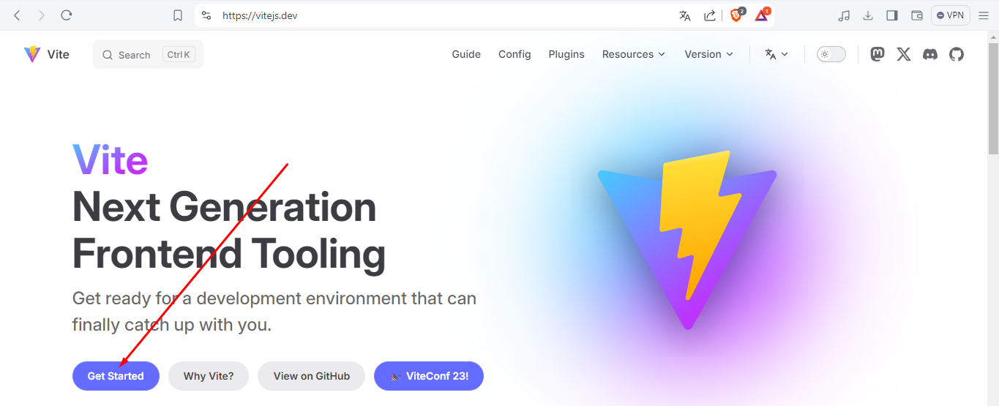 https://vitejs.dev
2
1
VPN
Vite
Search
Ctrl K
Guide
Config
Plugins
Resources
Version
Vite
Next Generation
Frontend Tooling
Get ready for a development environment that can
finally catch up with you.
Get Started
Why Vite?
View on GitHub
🎉 ViteConf 23!